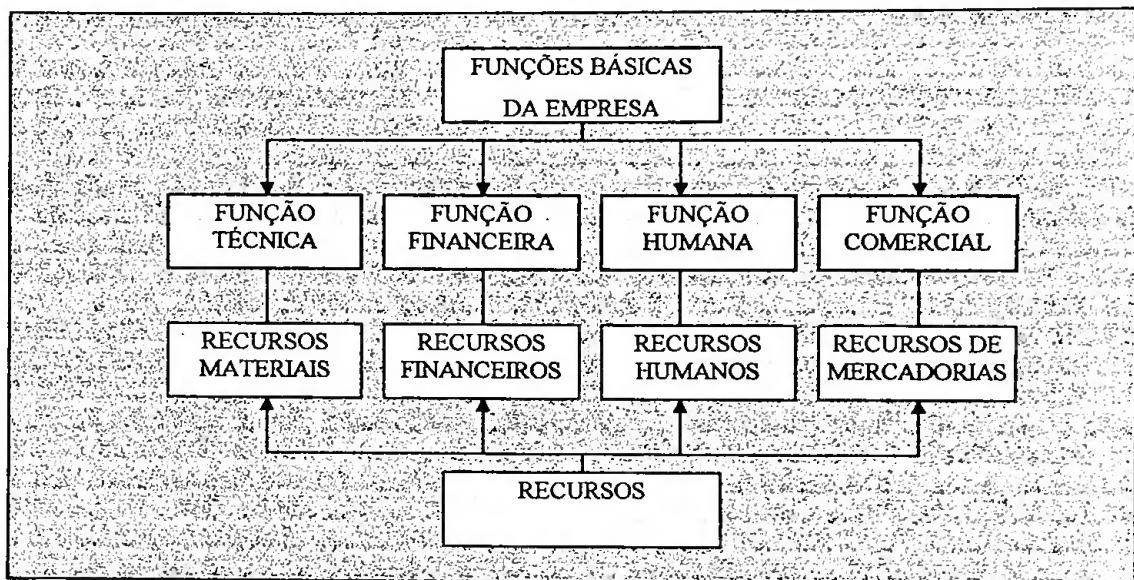 FUNÇÕES BÁSICAS
DA EMPRESA
FUNÇÃO
TÉCNICA
FUNÇÃO
FINANCEIRA
FUNÇÃO
HUMANA
FUNÇÃO
COMERCIAL
RECURSOS
MATERIAIS
RECURSOS
FINANCEIROS
RECURSOS
HUMANOS
RECURSOS DE
MERCADORIAS
RECURSOS